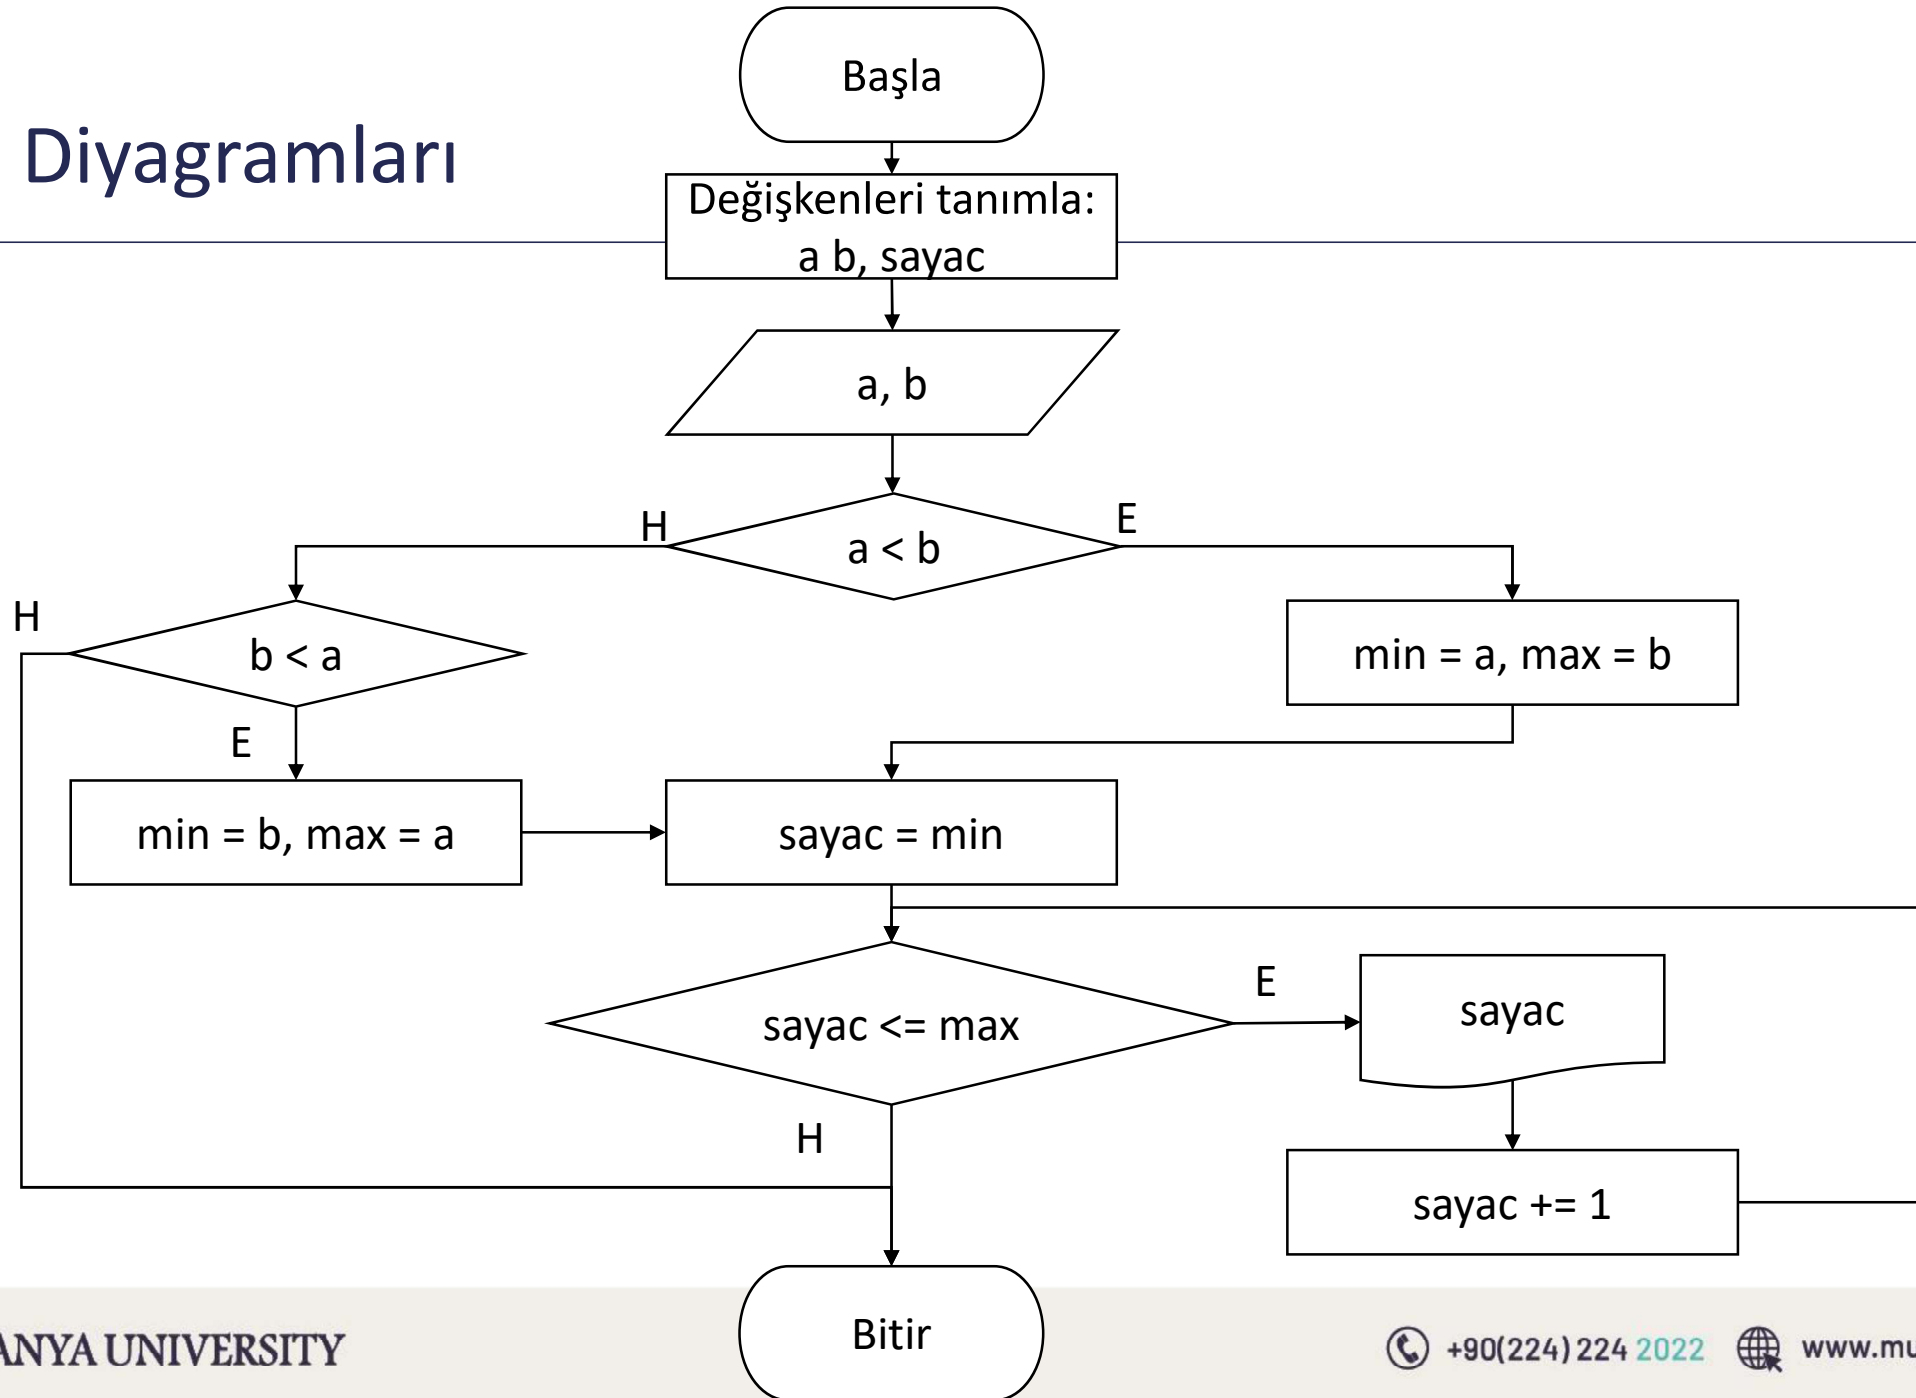 Başla
Diyagramları
Değişkenleri tanımla:
a b, sayac
a, b
H
E
a < b
H
b < a
min = a, max = b
E
min = b, max = a
sayac = min
E
sayac <= max
sayac
H
sayac += 1
Bitir
ANYA UNIVERSITY
+90(224) 224 2022
www.mu